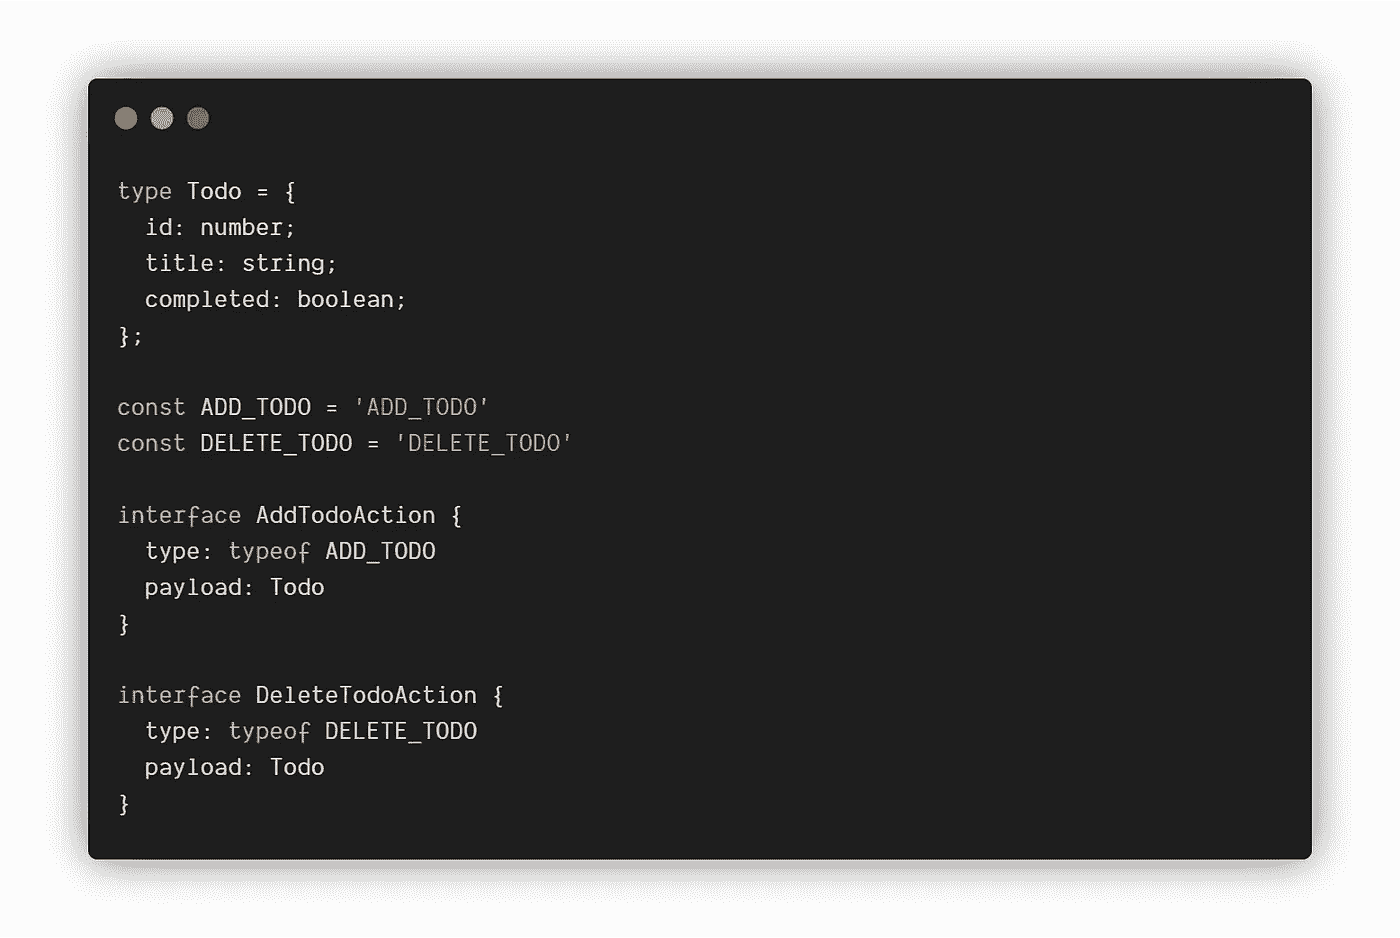 type Todo = {
  id: number;
  title: string;
  completed: boolean;
};

const ADD_TODO = 'ADD_TODO'
const DELETE_TODO = 'DELETE_TODO'

interface AddTodoAction {
  type: typeof ADD_TODO
  payload: Todo
}

interface DeleteTodoAction {
  type: typeof DELETE_TODO
  payload: Todo
}